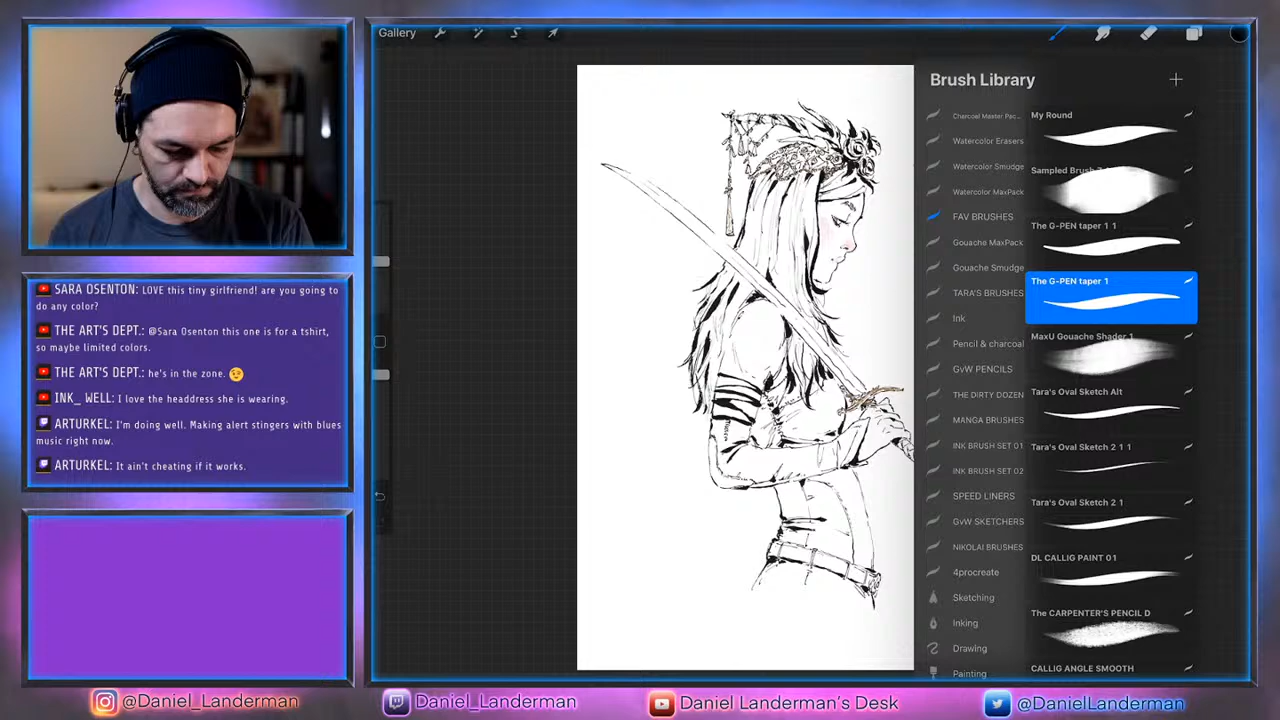 Gallery
SARA OSENTON: LOVE this tiny girlfriend! are you going to
do any color?
THE ART'S DEPT.: @Sara Osenton this one is for a tshirt,
so maybe limited colors.
THE ART'S DEPT.: he's in the zone. 😉
INK_ WELL: I love the headdress she is wearing.
ARTURKEL: I'm doing well. Making alert stingers with blues
music right now.
ARTURKEL: It ain't cheating if it works.
Brush Library
Charcoal Master Pac...
Watercolor Erasers
Watercolor Smudge
Watercolor MaxPack
FAV BRUSHES
Gouache MaxPack
Gouache Smudge
TARA'S BRUSHES
Ink
Pencil & charcoal
GvW PENCILS
THE DIRTY DOZEN
MANGA BRUSHES
INK BRUSH SET 01
INK BRUSH SET 02
SPEED LINERS
GvW SKETCHERS
NIKOLAI BRUSHES
4procreate
Sketching
Inking
Drawing
Painting
My Round
Sampled Brush
The G-PEN taper 1 1
The G-PEN taper 1
MaxU Gouache Shader 1
Tara's Oval Sketch Alt
Tara's Oval Sketch 2 1 1
Tara's Oval Sketch 2 1
DL CALLIG PAINT 01
The CARPENTER'S PENCIL D
CALLIG ANGLE SMOOTH
@Daniel_Landerman
Daniel_Landerman
Daniel Landerman's Desk
@DanielLanderman